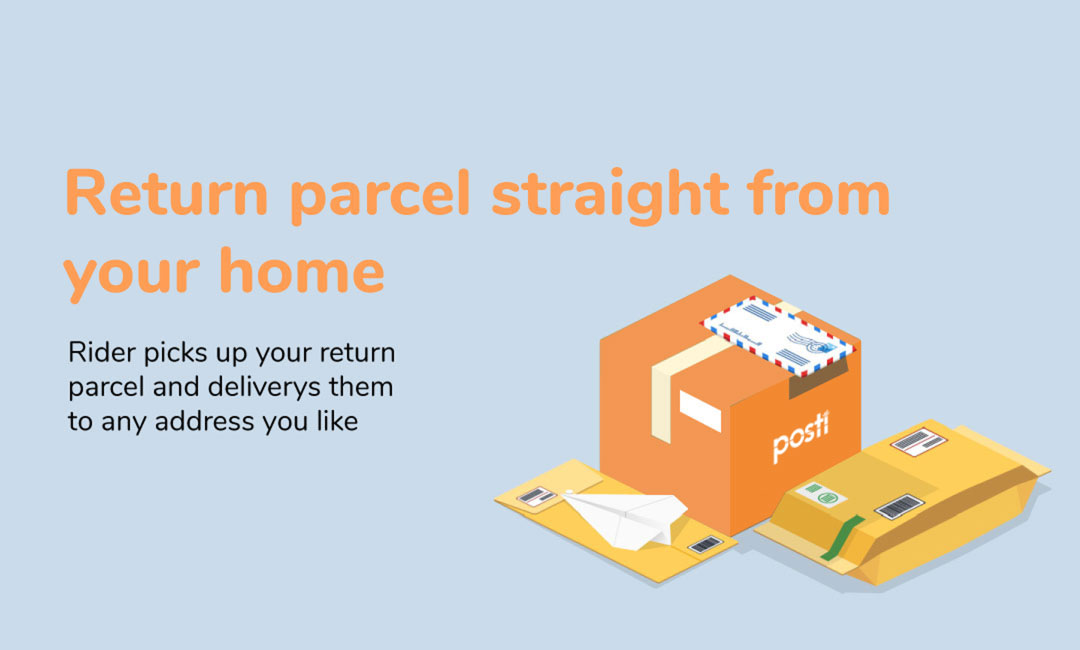 Return parcel straight from
your home
Rider picks up your return
parcel and deliverys them
to any address you like
posti